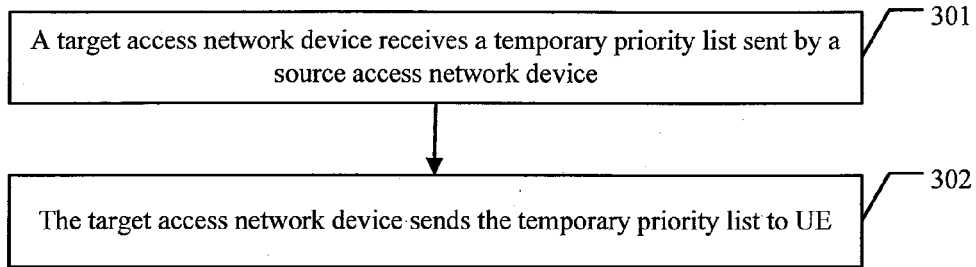 A target access network device receives a temporary priority list sent by a
source access network device
301
The target access network device sends the temporary priority list to UE
302